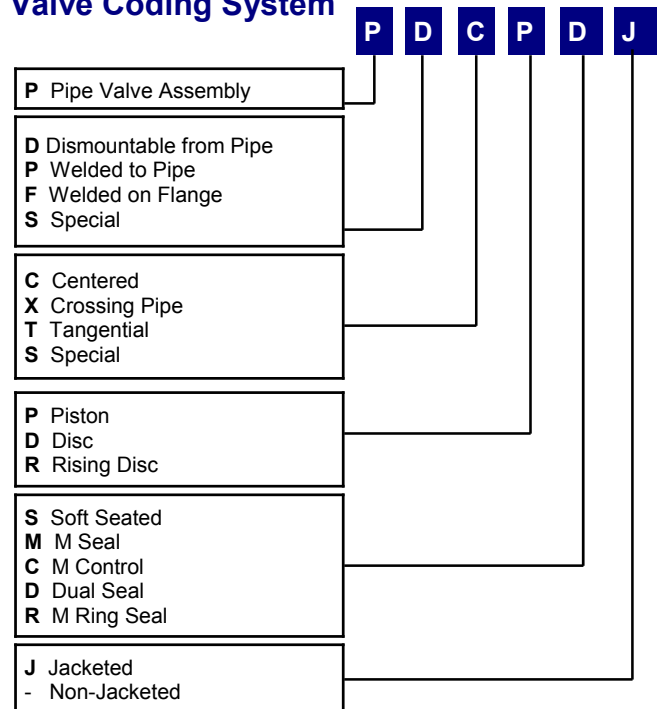 Valve Coding System
P D C P D J
P Pipe Valve Assembly
D Dismountable from Pipe
P Welded to Pipe
F Welded on Flange
S Special
C Centered
X Crossing Pipe
T Tangential
S Special
P Piston
D Disc
R Rising Disc
S Soft Seated
M M Seal
C M Control
D Dual Seal
R M Ring Seal
J Jacketed
- Non-Jacketed